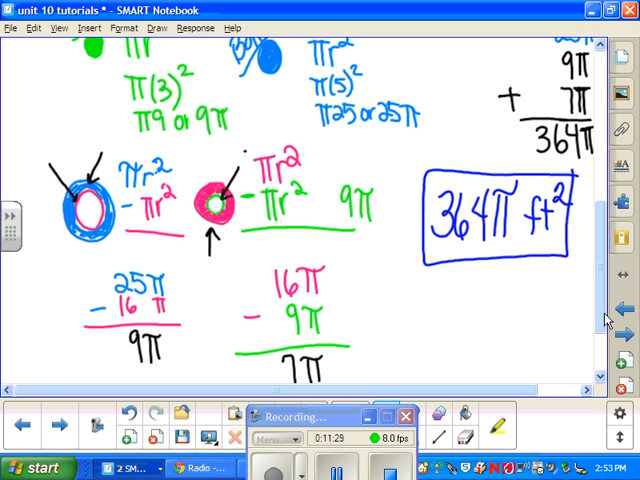 unit 10 tutorials * - SMART Notebook
File Edit View Insert Format Draw Response Help
πr
πr²
π(3)²
π(5)²
π9 or 9π
π25 or 25π
9π
+ 7π
364π
πr²
- πr²
πr²
- πr² 9π
364π ft²
25π
- 16 π
9π
16π
- 9π
7π
Recording...
Menu
0:11:29
8.0 fps
start
2 SM...
Radio - ...
2:53 PM